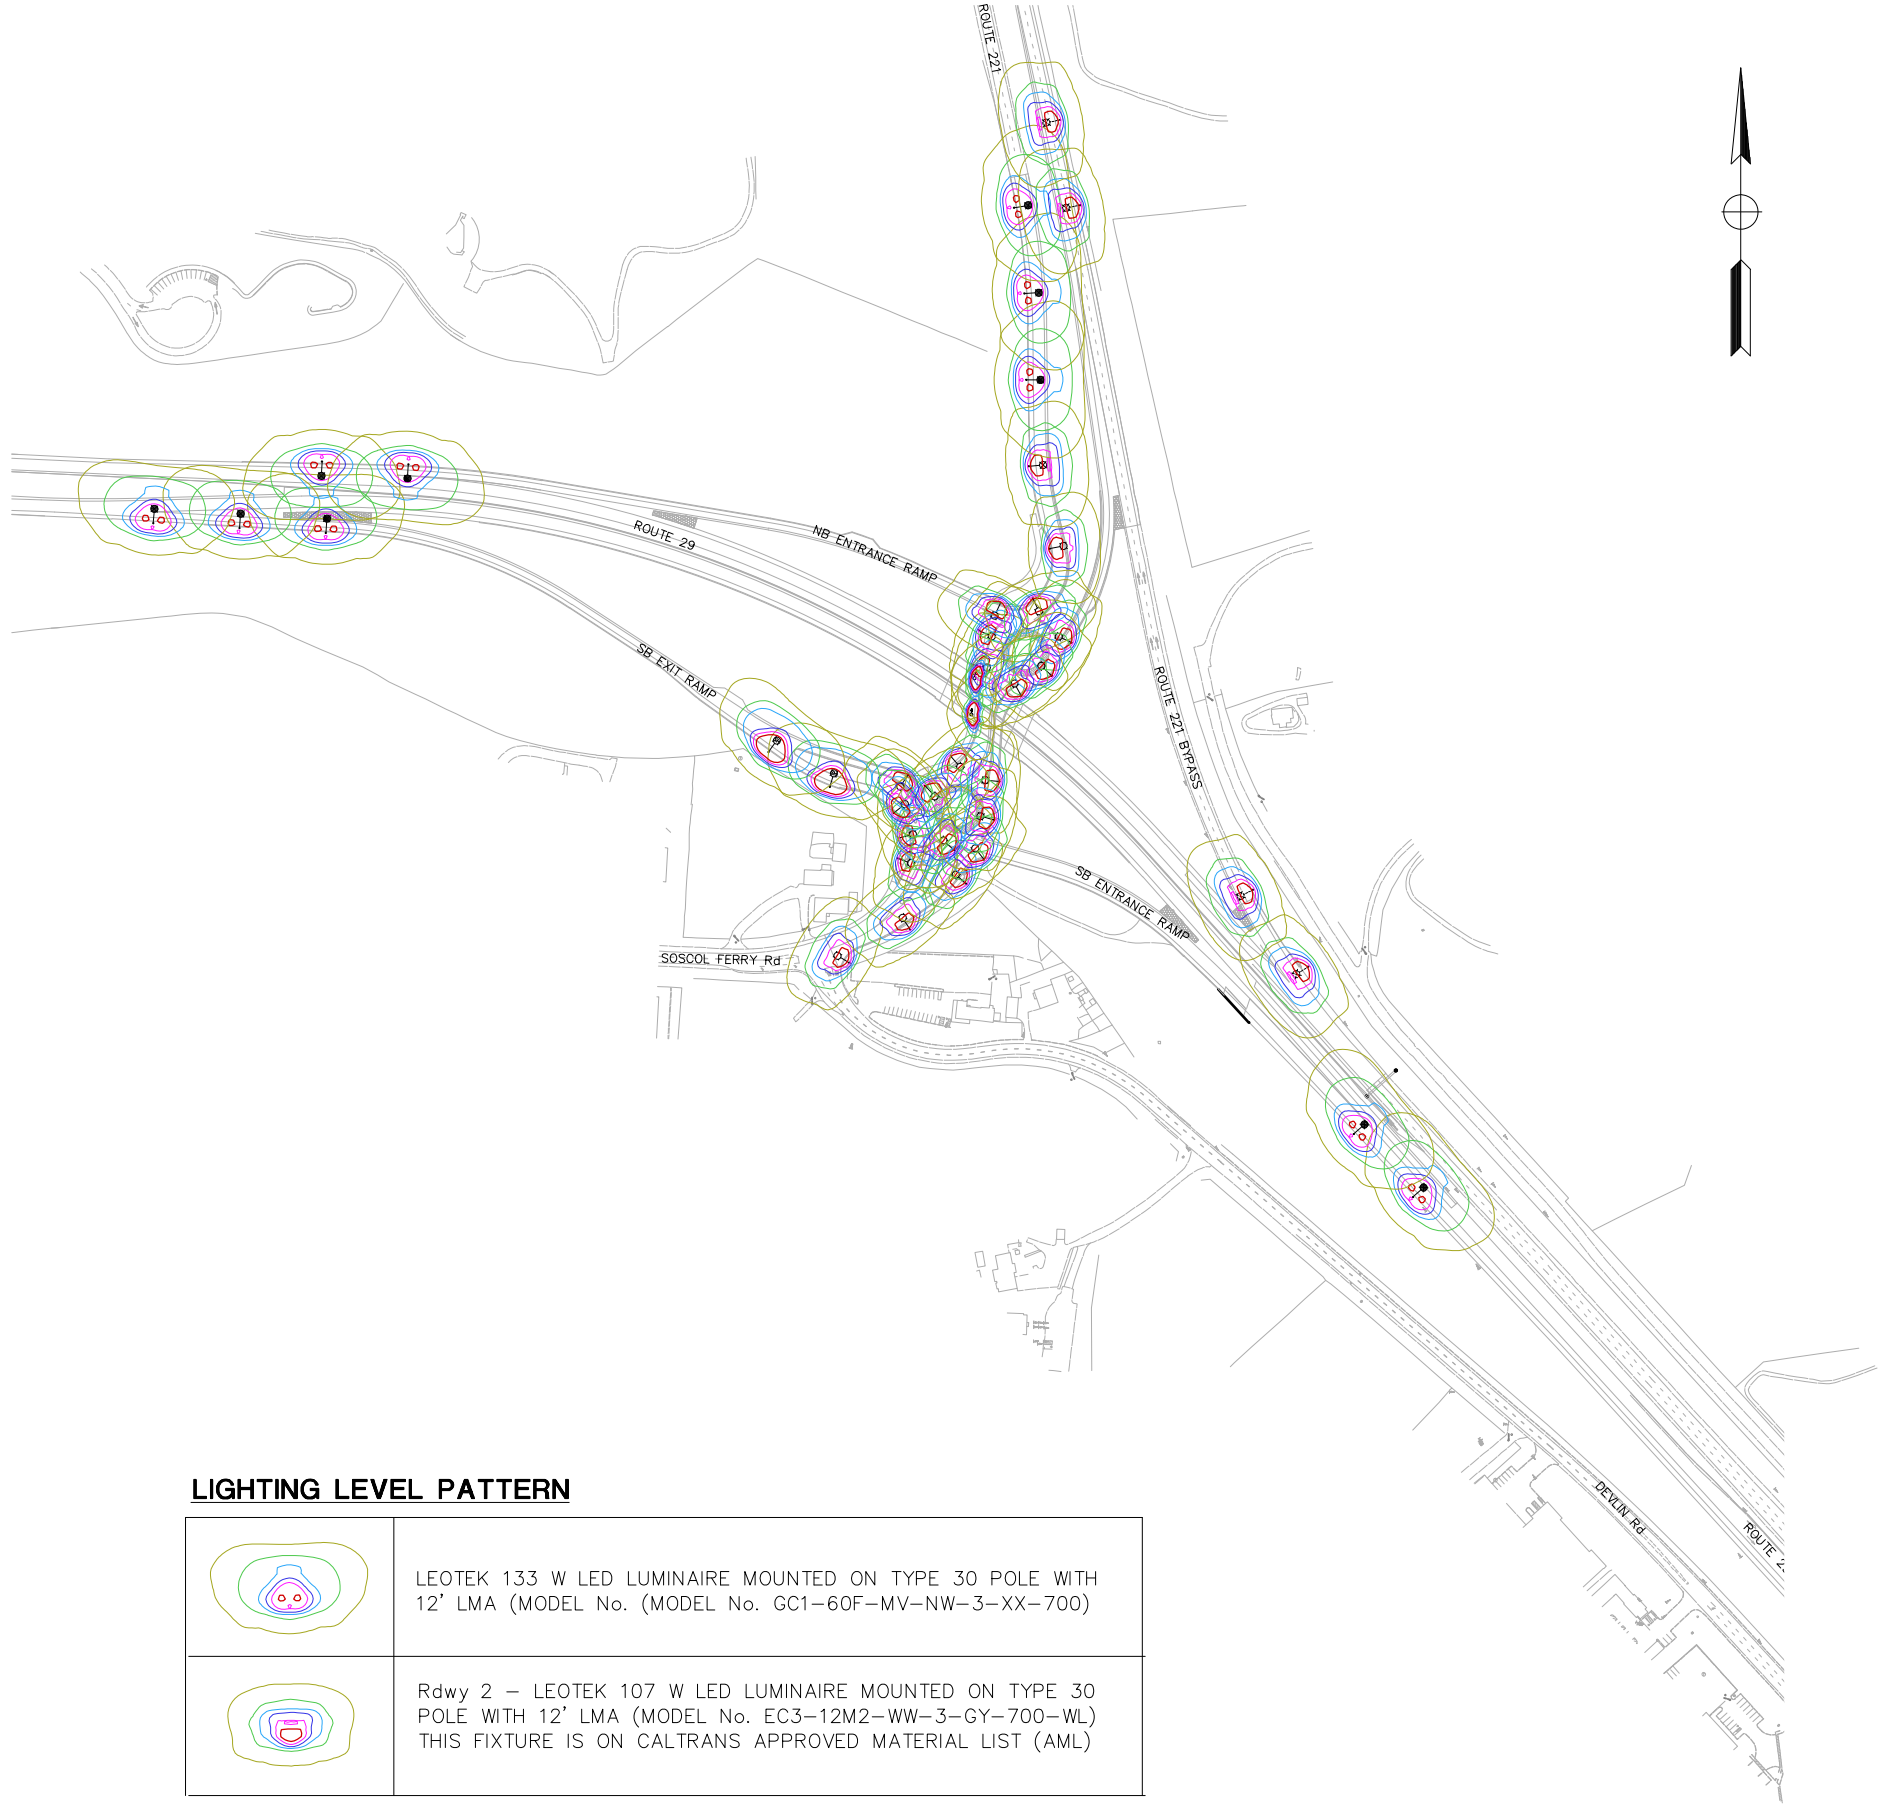 ROUTE 221
ROUTE 29
NB ENTRANCE RAMP
SB EXIT RAMP
ROUTE 221 BYPASS
SB ENTRANCE RAMP
SOSCOL FERRY Rd
DEVLIN Rd
ROUTE 2
LIGHTING LEVEL PATTERN
LEOTEK 133 W LED LUMINAIRE MOUNTED ON TYPE 30 POLE WITH
12' LMA (MODEL No. (MODEL No. GC1-60F-MV-NW-3-XX-700)
Rdwy 2 - LEOTEK 107 W LED LUMINAIRE MOUNTED ON TYPE 30
POLE WITH 12' LMA (MODEL No. EC3-12M2-WW-3-GY-700-WL)
THIS FIXTURE IS ON CALTRANS APPROVED MATERIAL LIST (AML)